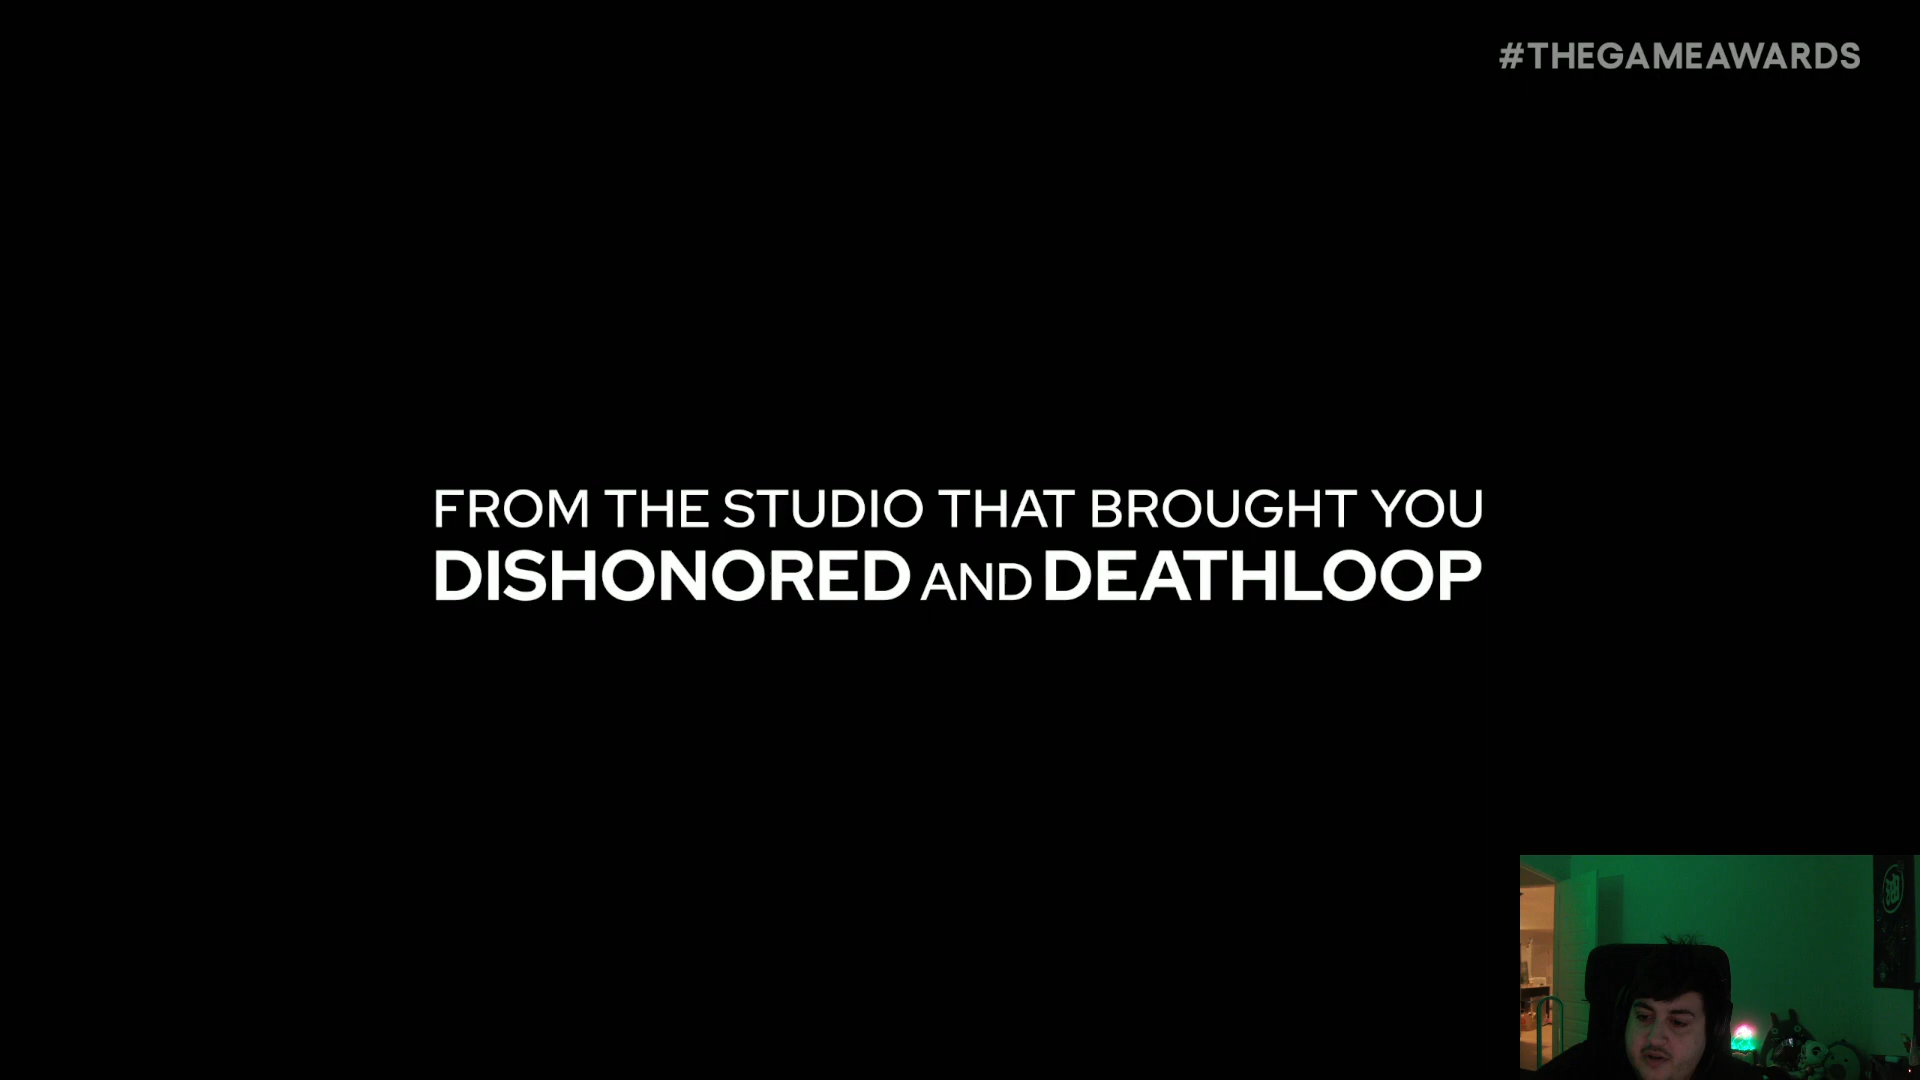 #THEGAMEAWARDS
FROM THE STUDIO THAT BROUGHT YOU
DISHONORED AND DEATHLOOP